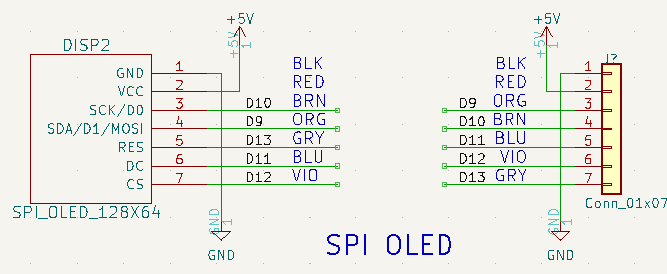 +5V
+5V 1
DISP2
GND 1 BLK
VCC 2 RED
SCK/D0 3 D10 BRN
SDA/D1/MOSI 4 D9 ORG
RES 5 D13 GRY
DC 6 D11 BLU
CS 7 D12 VIO
SPI_OLED_128X64
GND 1
GND
+5V
+5V 1
J?
BLK 1
RED 2
D9 ORG 3
D10 BRN 4
D11 BLU 5
D12 VIO 6
D13 GRY 7
Conn_01x07
GND 1
GND
SPI OLED